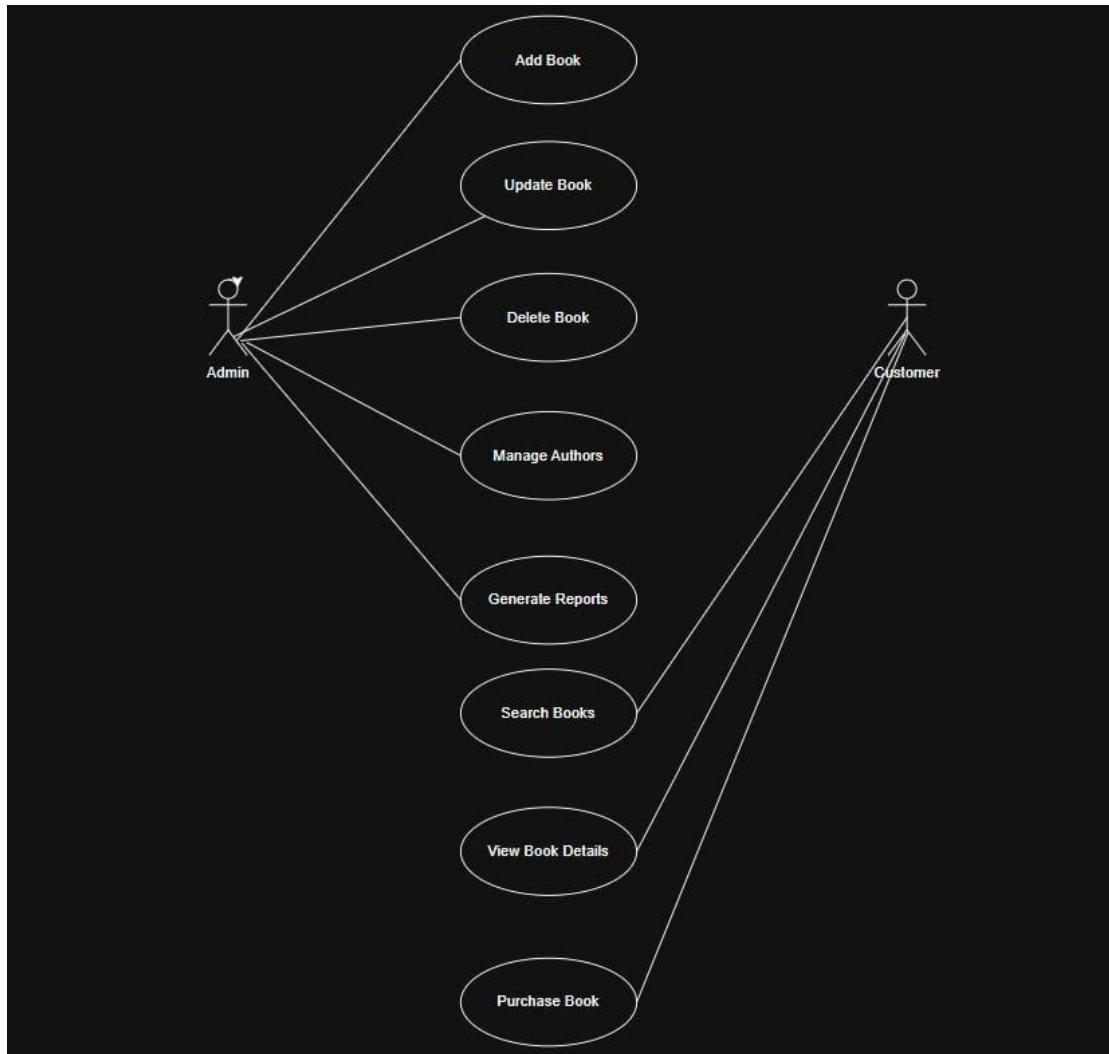 Add Book
Update Book
Delete Book
Admin
Customer
Manage Authors
Generate Reports
Search Books
View Book Details
Purchase Book